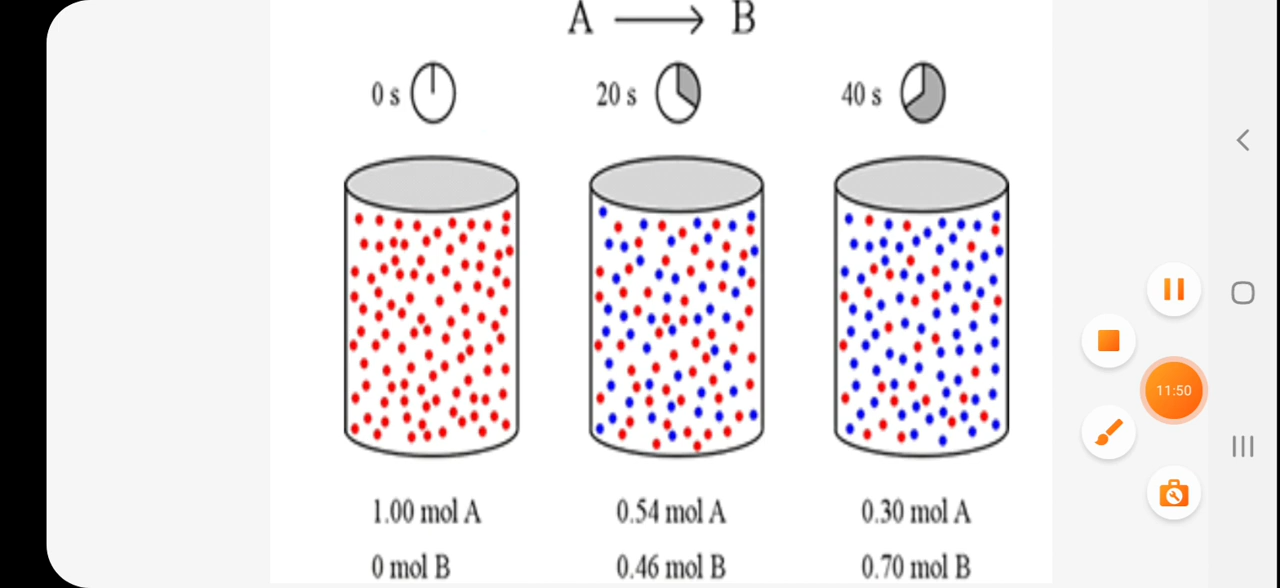 A → B
0 s 20 s 40 s
11:50
1.00 mol A 0.54 mol A 0.30 mol A
0 mol B 0.46 mol B 0.70 mol B